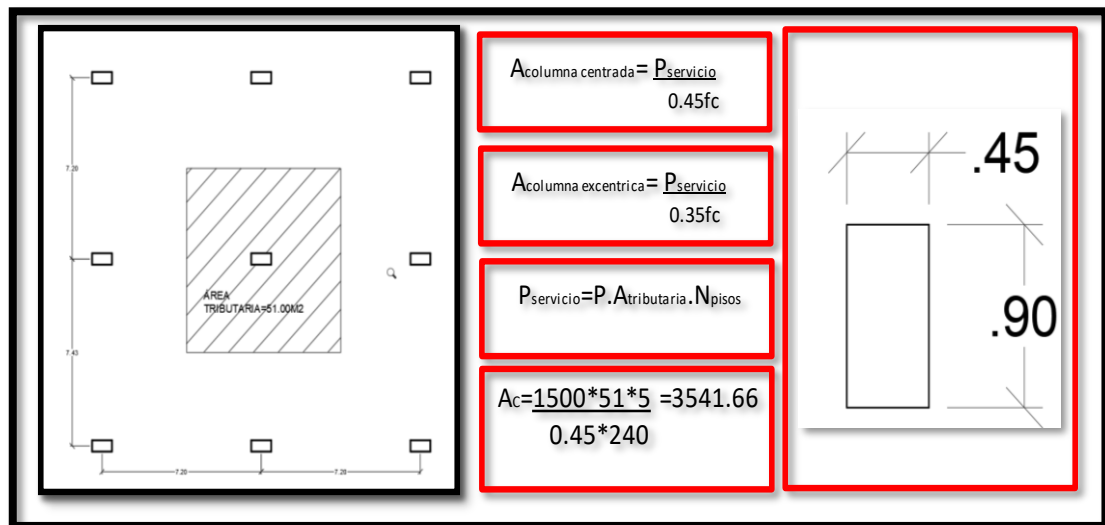 7.20
ÁREA
TRIBUTARIA=51.00M2
7.43
7.20
7.20
Acolumna centrada= Pservicio
0.45fc
Acolumna excentrica= Pservicio
0.35fc
Pservicio=P.Atributaria.Npisos
Ac=1500*51*5 =3541.66
0.45*240
.45
.90